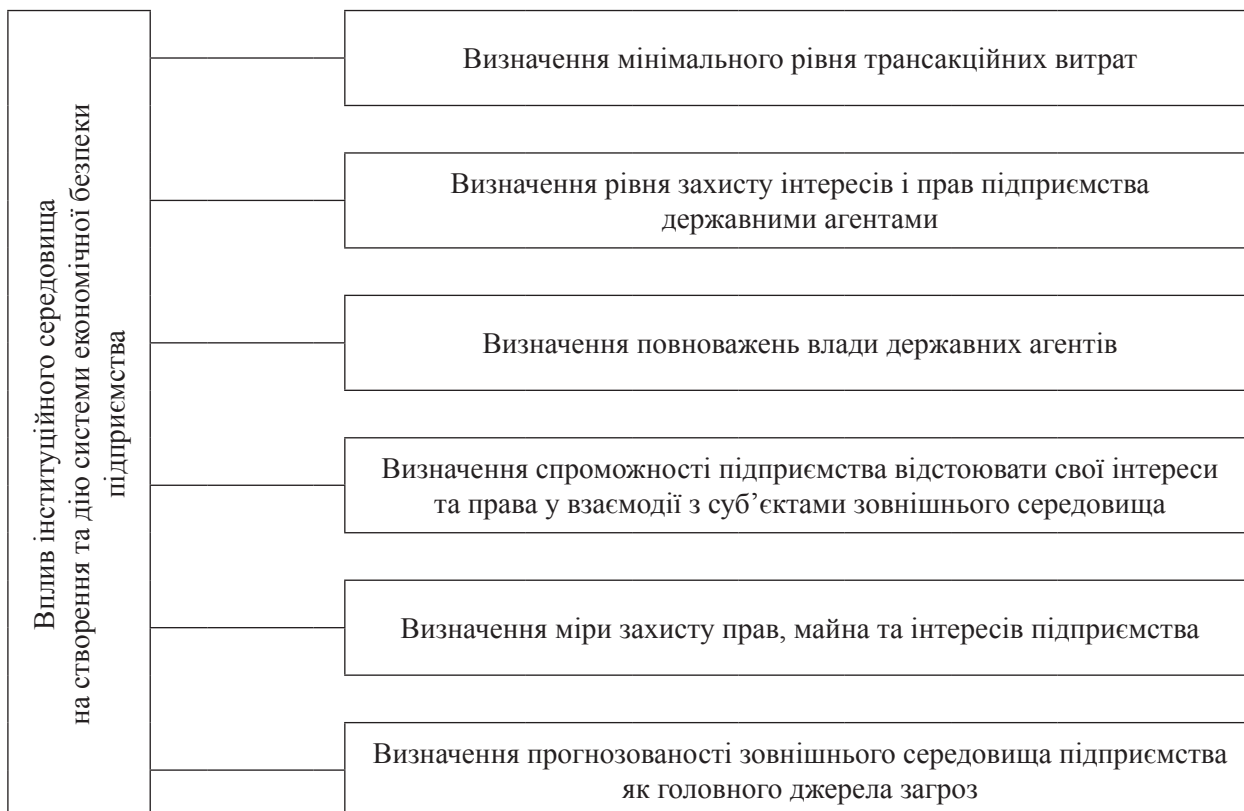 Вплив інституційного середовища
на створення та дію системи економічної безпеки
підприємства
Визначення мінімального рівня трансакційних витрат
Визначення рівня захисту інтересів і прав підприємства
державними агентами
Визначення повноважень влади державних агентів
Визначення спроможності підприємства відстоювати свої інтереси
та права у взаємодії з суб’єктами зовнішнього середовища
Визначення міри захисту прав, майна та інтересів підприємства
Визначення прогнозованості зовнішнього середовища підприємства
як головного джерела загроз